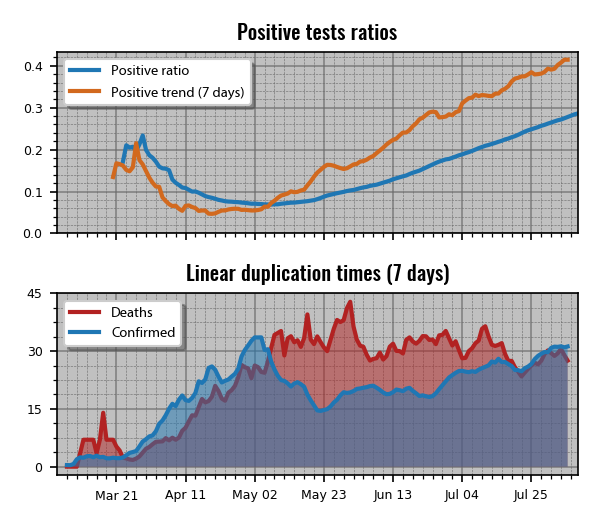 Positive tests ratios
0.4
0.3
0.2
0.1
0.0
Positive ratio
Positive trend (7 days)
Linear duplication times (7 days)
45
30
15
0
Deaths
Confirmed
Mar 21 Apr 11 May 02 May 23 Jun 13 Jul 04 Jul 25